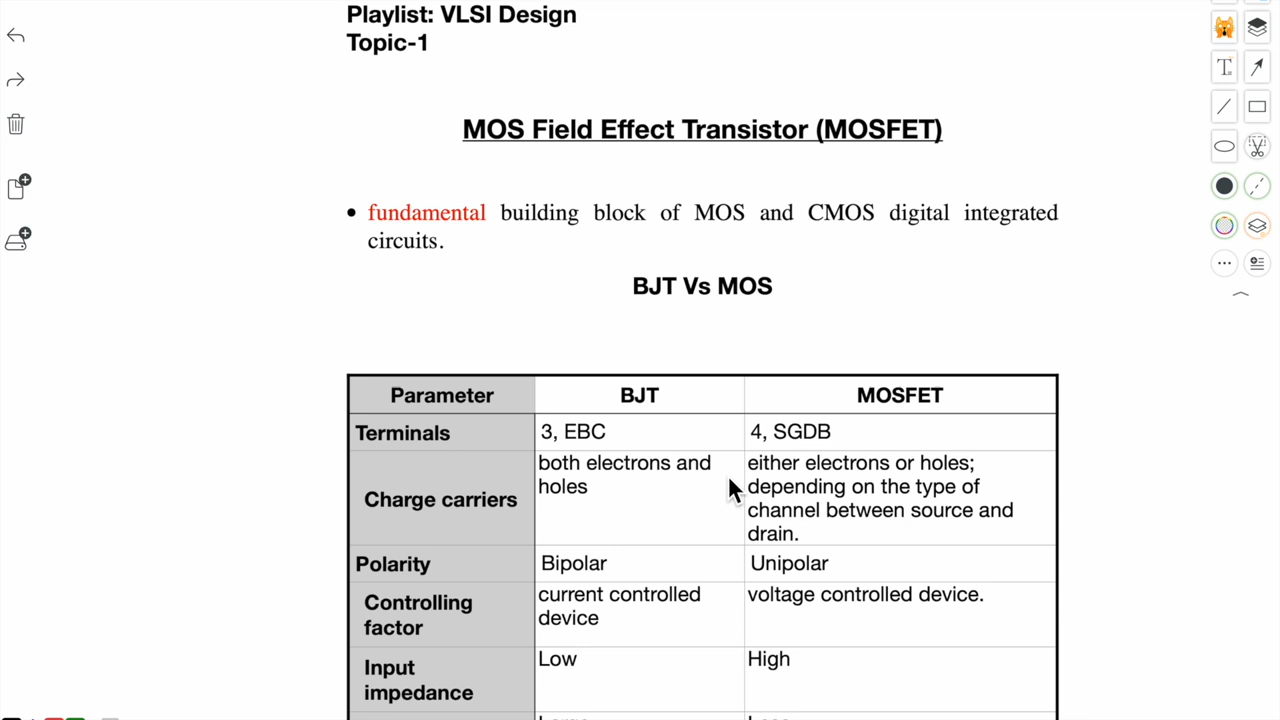 Playlist: VLSI Design
Topic-1
MOS Field Effect Transistor (MOSFET)
• fundamental building block of MOS and CMOS digital integrated
circuits.
BJT Vs MOS
Parameter BJT MOSFET
Terminals 3, EBC 4, SGDB
Charge carriers
both electrons and
holes
either electrons or holes;
depending on the type of
channel between source and
drain.
Polarity Bipolar Unipolar
Controlling
factor
current controlled
device
voltage controlled device.
Input
impedance
Low
High